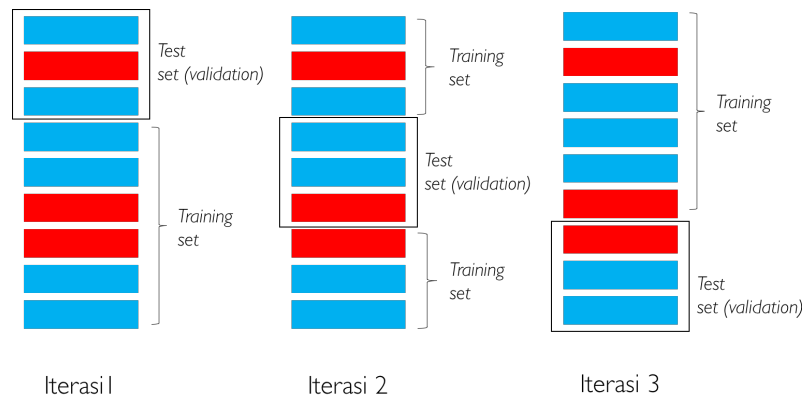 Test
set (validation)
Training
set
Iterasi1
Training
set
Test
set (validation)
Training
set
Iterasi 2
Training
set
Test
set (validation)
Iterasi 3